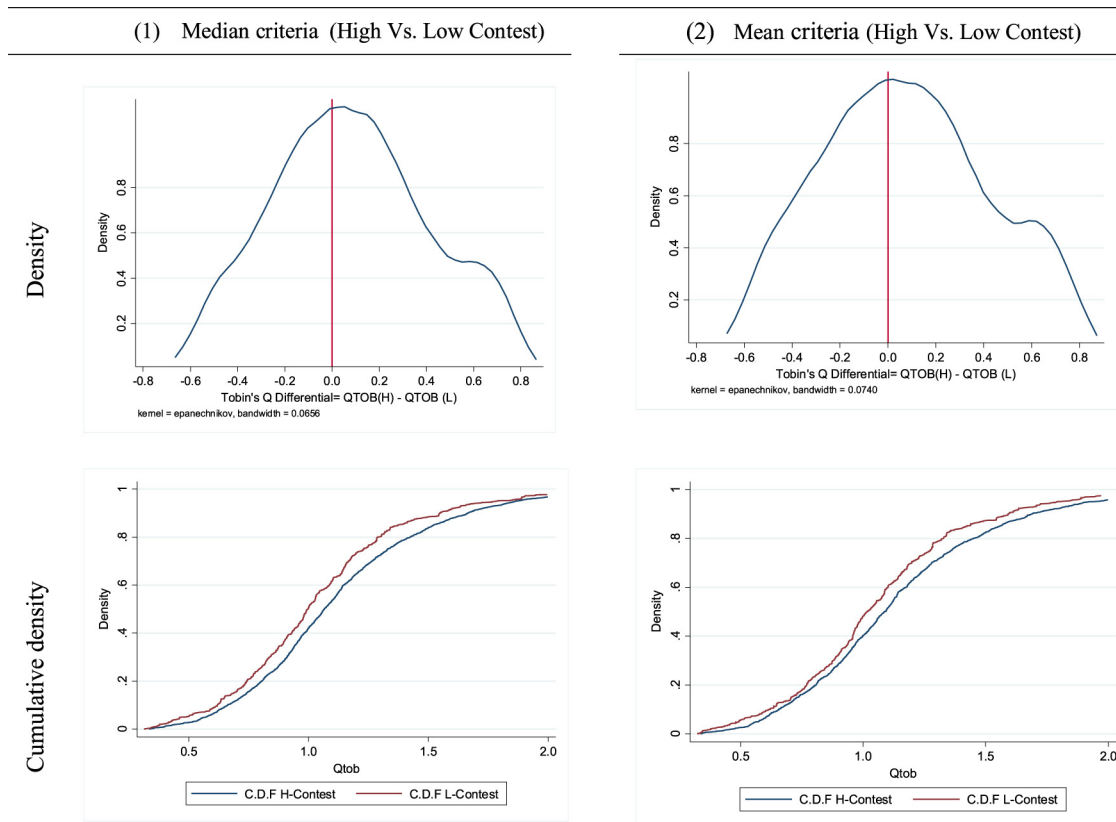 (1) Median criteria (High Vs. Low Contest)
(2) Mean criteria (High Vs. Low Contest)
Density
Density
0.8
0.6
0.4
0.2
-0.8 -0.6 -0.4 -0.2 0.0 0.2 0.4 0.6 0.8
Tobin's Q Differential= QTOB(H) - QTOB (L)
kernel = epanechnikov, bandwidth = 0.0656
Density
0.8
0.6
0.4
0.2
-0.8 -0.6 -0.4 -0.2 0.0 0.2 0.4 0.6 0.8
Tobin's Q Differential= QTOB(H) - QTOB (L)
kernel = epanechnikov, bandwidth = 0.0740
Cumulative density
Density
1
.8
.6
.4
.2
0
0.5 1.0 1.5 2.0
Qtob
C.D.F H-Contest C.D.F L-Contest
Density
1
.8
.6
.4
.2
0
0.5 1.0 1.5 2.0
Qtob
C.D.F H-Contest C.D.F L-Contest